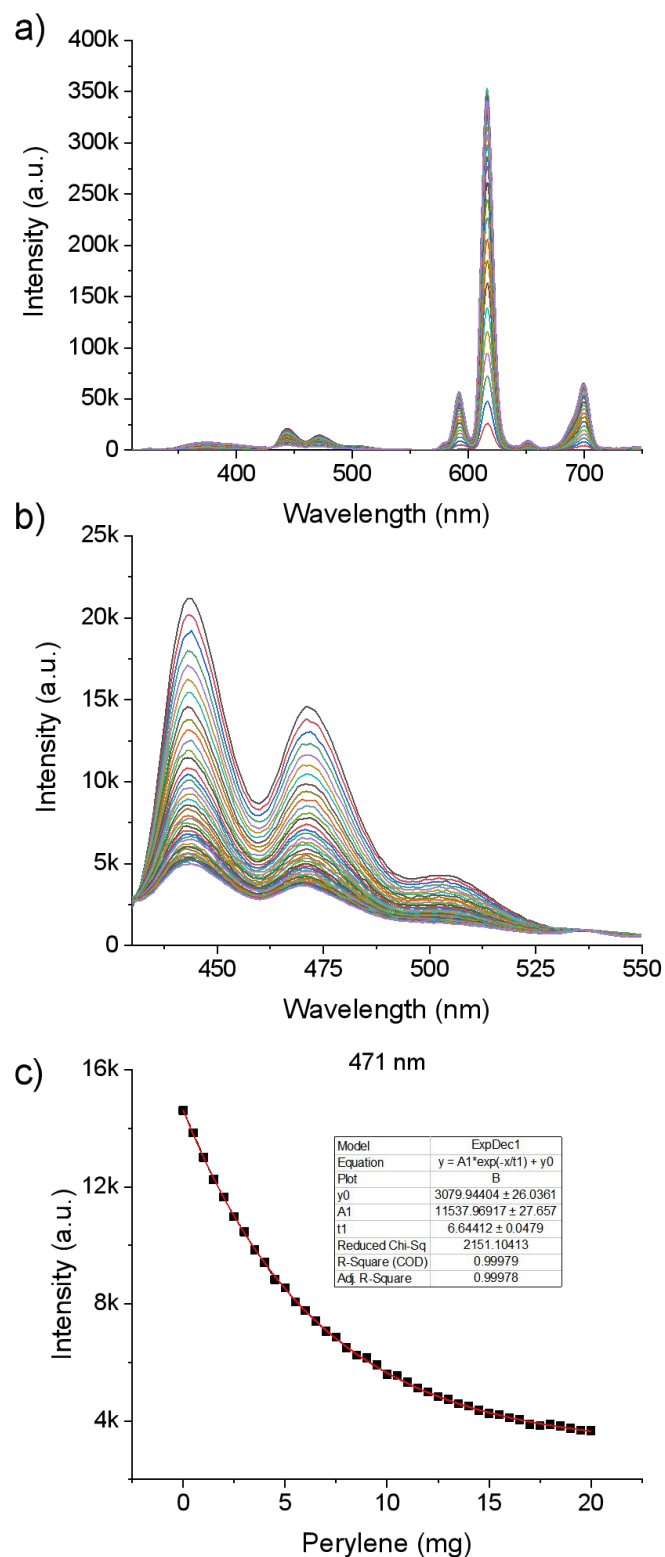 a)
400k
350k
300k
250k
200k
150k
100k
50k
0
Intensity (a.u.)
400 500 600 700
Wavelength (nm)
b)
25k
20k
15k
10k
5k
0
Intensity (a.u.)
450 475 500 525 550
Wavelength (nm)
c)
471 nm
16k
12k
8k
4k
Intensity (a.u.)
Model ExpDec1
Equation y = A1*exp(-x/t1) + y0
Plot B
y0 3079.94404 ± 26.0361
A1 11537.96917 ± 27.657
t1 6.64412 ± 0.0479
Reduced Chi-Sq 2151.10413
R-Square (COD) 0.99979
Adj. R-Square 0.99978
0 5 10 15 20
Perylene (mg)